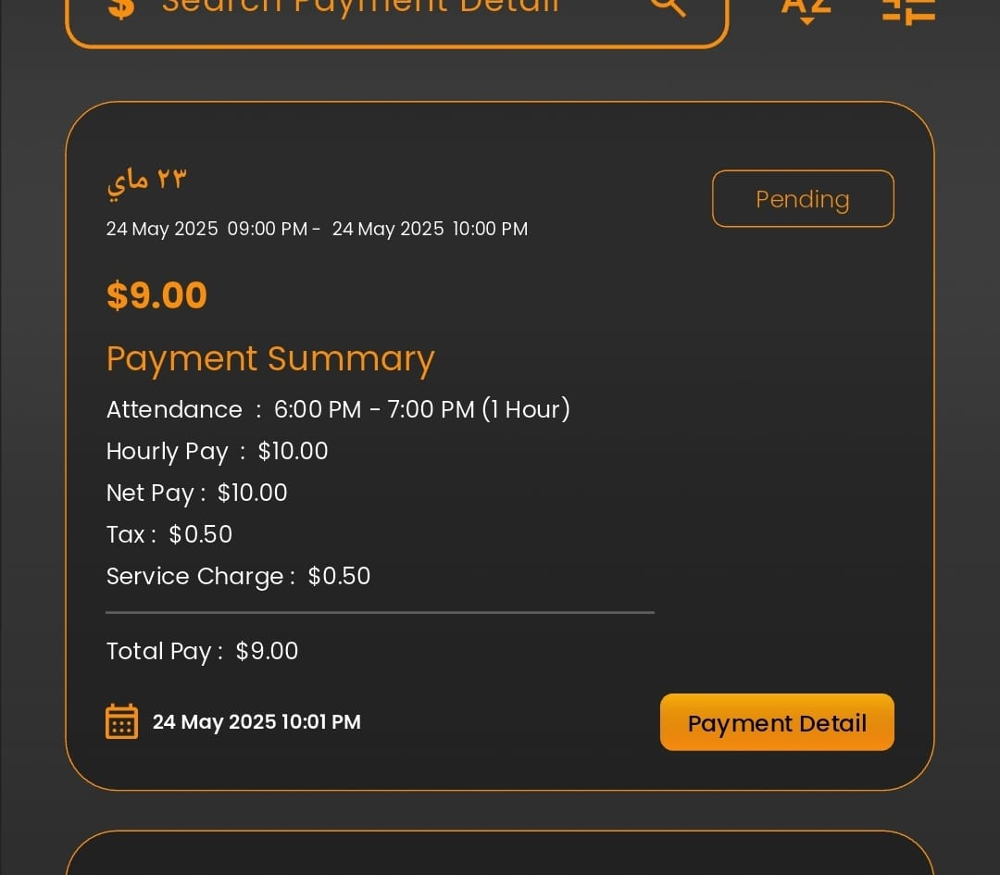 $ Search Payment Detail
AZ
٢٣ ماي
Pending
24 May 2025 09:00 PM - 24 May 2025 10:00 PM
$9.00
Payment Summary
Attendance : 6:00 PM - 7:00 PM (1 Hour)
Hourly Pay : $10.00
Net Pay : $10.00
Tax : $0.50
Service Charge : $0.50
Total Pay : $9.00
24 May 2025 10:01 PM
Payment Detail